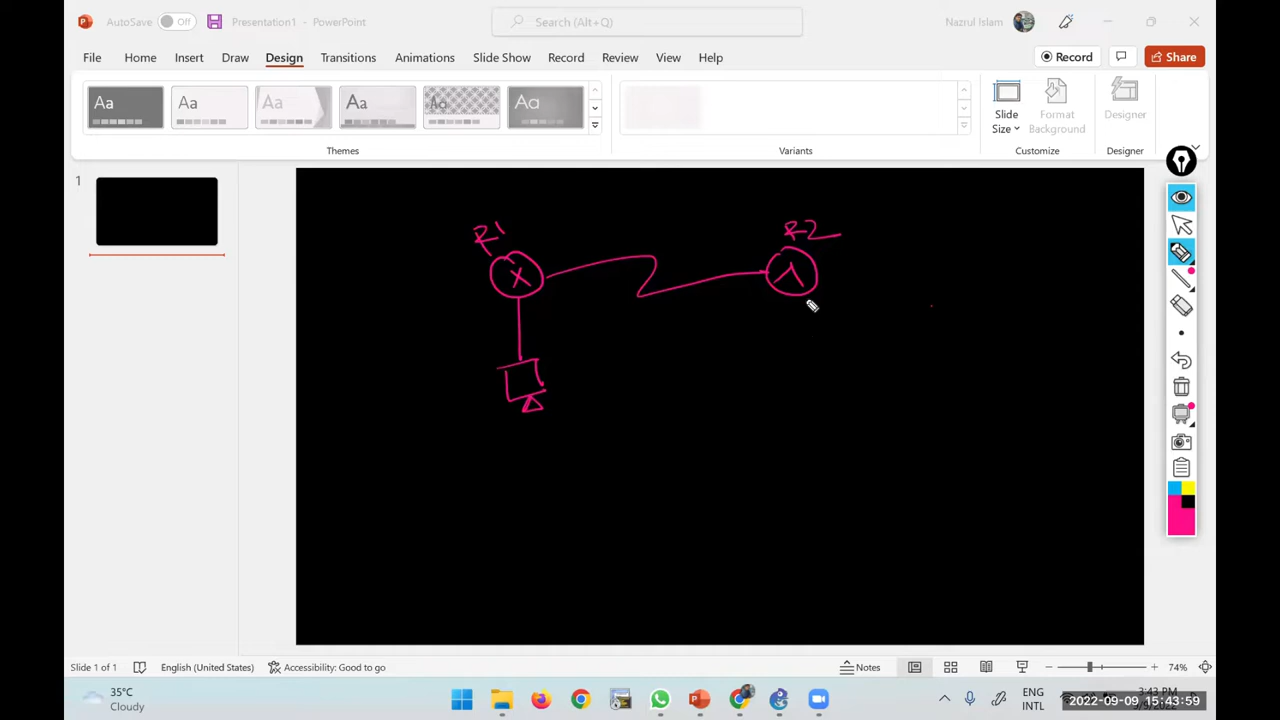 AutoSave Off Presentation1 - PowerPoint Search (Alt+Q) Nazrul Islam
File Home Insert Draw Design Transitions Animations Slide Show Record Review View Help Record Share
Aa Aa Aa Aa Aa Aa
Slide Size Format Background Designer
Themes Variants Customize Designer
1
R1 R2
X
Slide 1 of 1 English (United States) Accessibility: Good to go Notes 74%
35°C
Cloudy
ENG
INTL
3:43 PM
2022-09-09 15:43:59